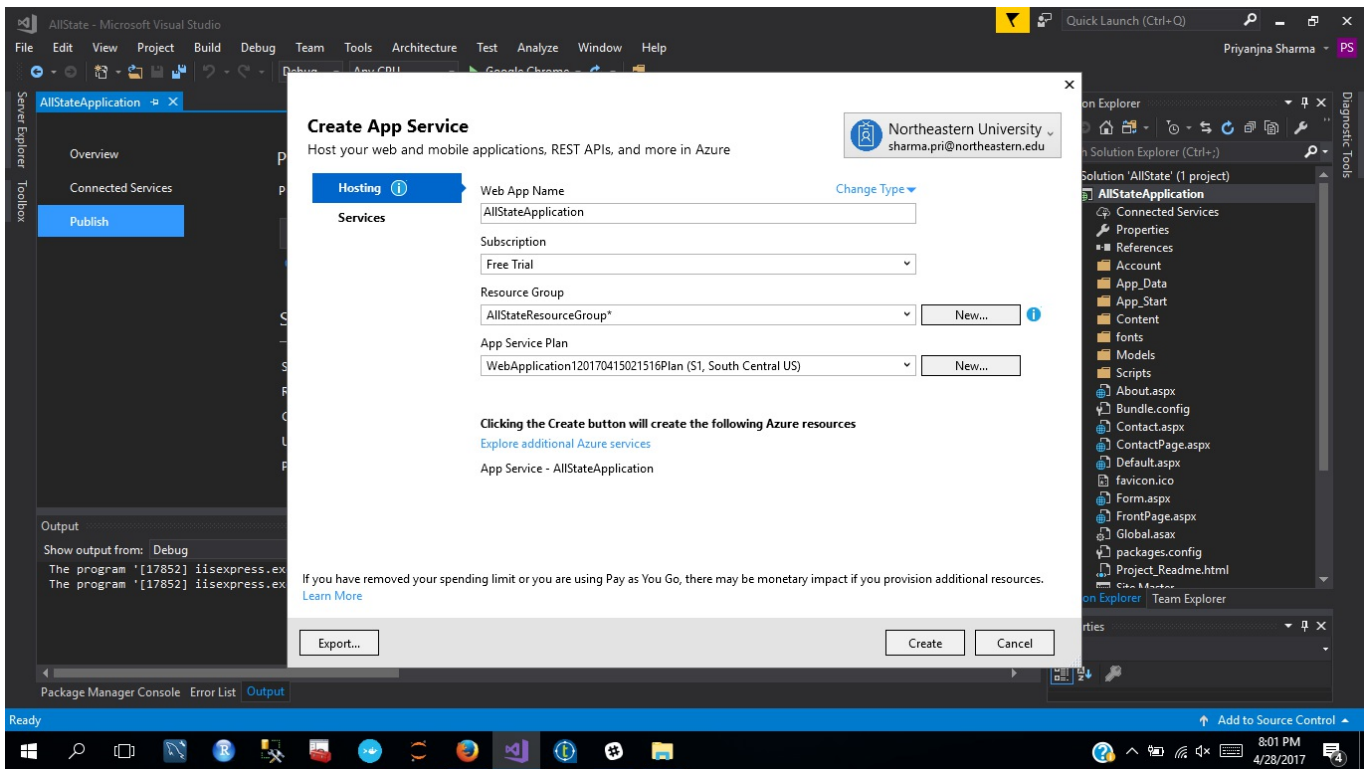 AllState - Microsoft Visual Studio
Quick Launch (Ctrl+Q)
File Edit View Project Build Debug Team Tools Architecture Test Analyze Window Help
Priyanjna Sharma PS
Server Explorer
Toolbox
AllStateApplication
Overview
Connected Services
Publish
Create App Service
Host your web and mobile applications, REST APIs, and more in Azure
Northeastern University
sharma.pri@northeastern.edu
Hosting
Services
Web App Name
Change Type
AllStateApplication
Subscription
Free Trial
Resource Group
AllStateResourceGroup*
New...
App Service Plan
WebApplication120170415021516Plan (S1, South Central US)
New...
Clicking the Create button will create the following Azure resources
Explore additional Azure services
App Service - AllStateApplication
If you have removed your spending limit or you are using Pay as You Go, there may be monetary impact if you provision additional resources.
Learn More
Export...
Create
Cancel
on Explorer
Solution Explorer (Ctrl+;)
Solution 'AllState' (1 project)
AllStateApplication
Connected Services
Properties
References
Account
App_Data
App_Start
Content
fonts
Models
Scripts
About.aspx
Bundle.config
Contact.aspx
ContactPage.aspx
Default.aspx
favicon.ico
Form.aspx
FrontPage.aspx
Global.asax
packages.config
Project_Readme.html
on Explorer Team Explorer
rties
Diagnostic Tools
Output
Show output from: Debug
The program '[17852] iisexpress.ex
The program '[17852] iisexpress.ex
Package Manager Console Error List Output
Ready
Add to Source Control
8:01 PM
4/28/2017